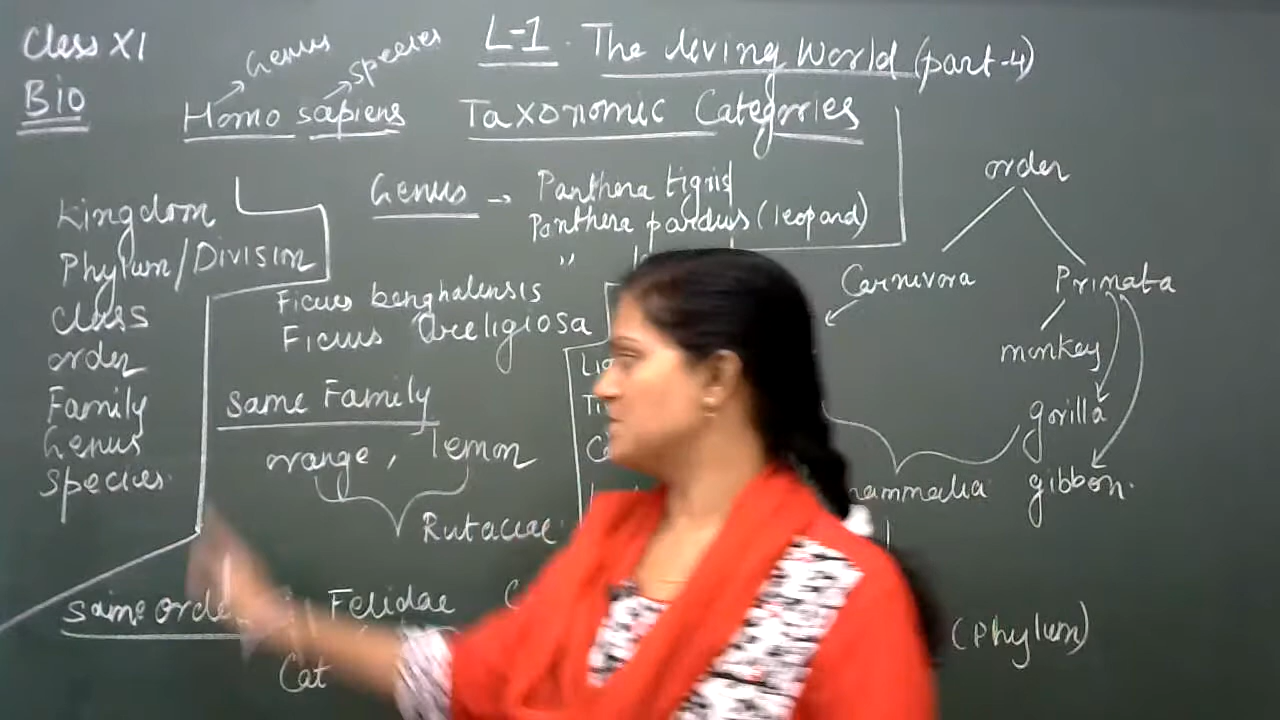 Class XI
Bio
Genus
species
Homo sapiens
L-1. The living World (part-4)
Taxonomic Categories
Kingdom
Phylum/Division
Class
order
Family
Genus
Species.
Genus → Panthera tigris
Panthera pardus (leopard)
"
Ficus benghalensis
Ficus religiosa
same Family
orange, lemon
Rutaceae
same order
Felidae
Cat
order
Carnivora
Primata
monkey
gorilla
gibbon.
mammalia
(Phylum)